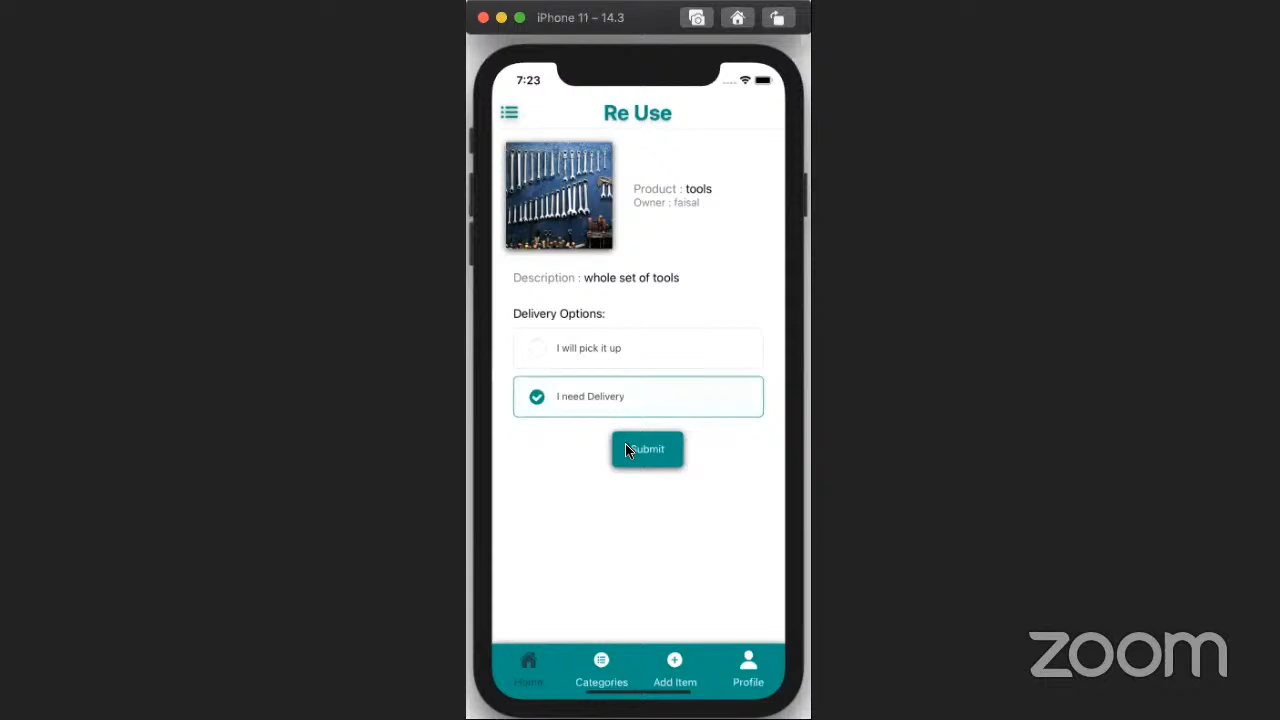 iPhone 11 – 14.3
7:23
Re Use
Product : tools
Owner : faisal
Description : whole set of tools
Delivery Options:
I will pick it up
I need Delivery
Submit
Home
Categories
Add Item
Profile
zoom